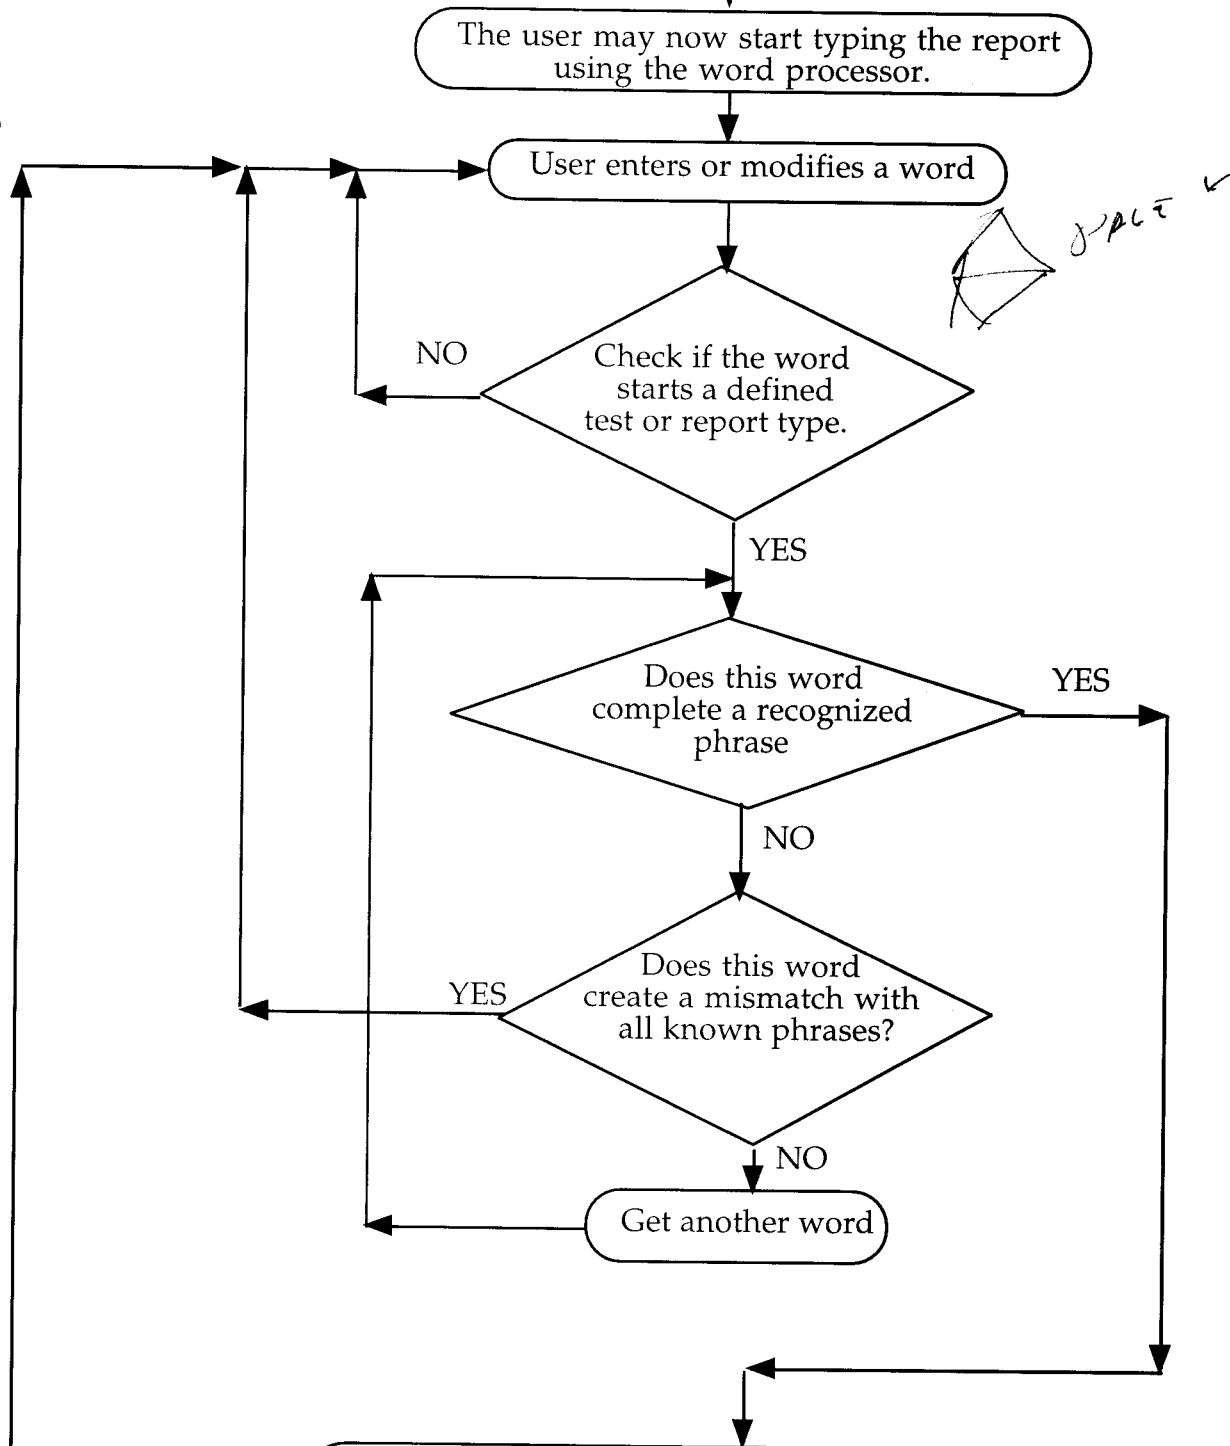 The user may now start typing the report
using the word processor.
User enters or modifies a word
NO
Check if the word
starts a defined
test or report type.
YES
Does this word
complete a recognized
phrase
YES
NO
Does this word
create a mismatch with
all known phrases?
YES
NO
Get another word